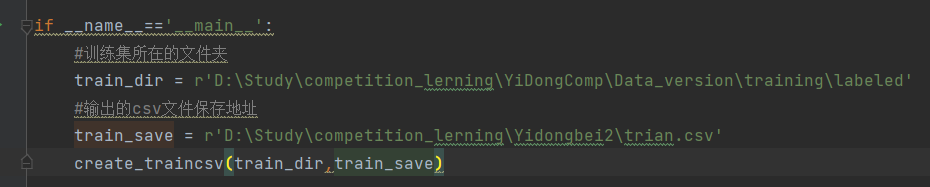 if __name__=='__main__':
#训练集所在的文件夹
train_dir = r'D:\Study\competition_lerning\YiDongComp\Data_version\training\labeled'
#输出的csv文件保存地址
train_save = r'D:\Study\competition_lerning\Yidongbei2\trian.csv'
create_traincsv(train_dir,train_save)